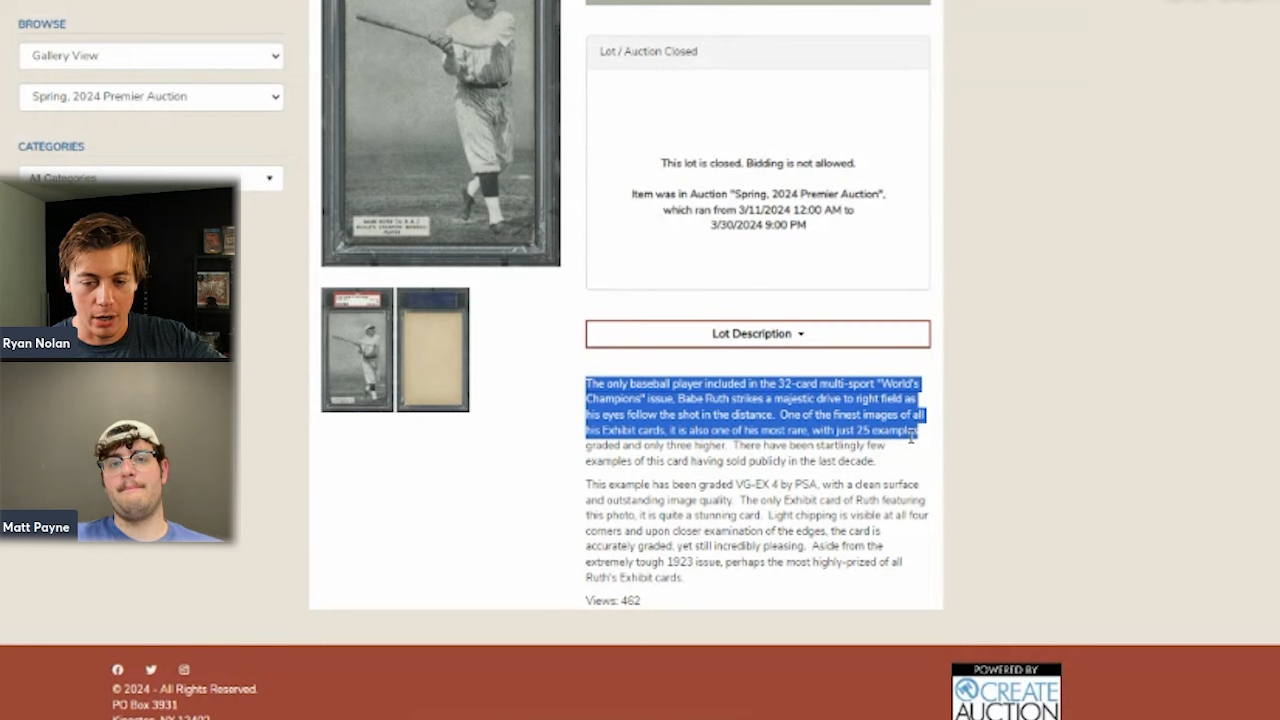 BROWSE
Gallery View
Spring, 2024 Premier Auction
CATEGORIES
All Categories
Ryan Nolan
Matt Payne
Lot / Auction Closed
This lot is closed. Bidding is not allowed.
Item was in Auction "Spring, 2024 Premier Auction",
which ran from 3/11/2024 12:00 AM to
3/30/2024 9:00 PM
Lot Description
The only baseball player included in the 32-card multi-sport "World's
Champions" issue, Babe Ruth strikes a majestic drive to right field as
his eyes follow the shot in the distance. One of the finest images of all
his Exhibit cards, it is also one of his most rare, with just 25 examples
graded and only three higher. There have been startlingly few
examples of this card having sold publicly in the last decade.
This example has been graded VG-EX 4 by PSA, with a clean surface
and outstanding image quality. The only Exhibit card of Ruth featuring
this photo, it is quite a stunning card. Light chipping is visible at all four
corners and upon closer examination of the edges, the card is
accurately graded, yet still incredibly pleasing. Aside from the
extremely tough 1923 issue, perhaps the most highly-prized of all
Ruth's Exhibit cards.
Views: 462
© 2024 - All Rights Reserved.
PO Box 3931
Kingston, NY 12402
POWERED BY
CREATE
AUCTION